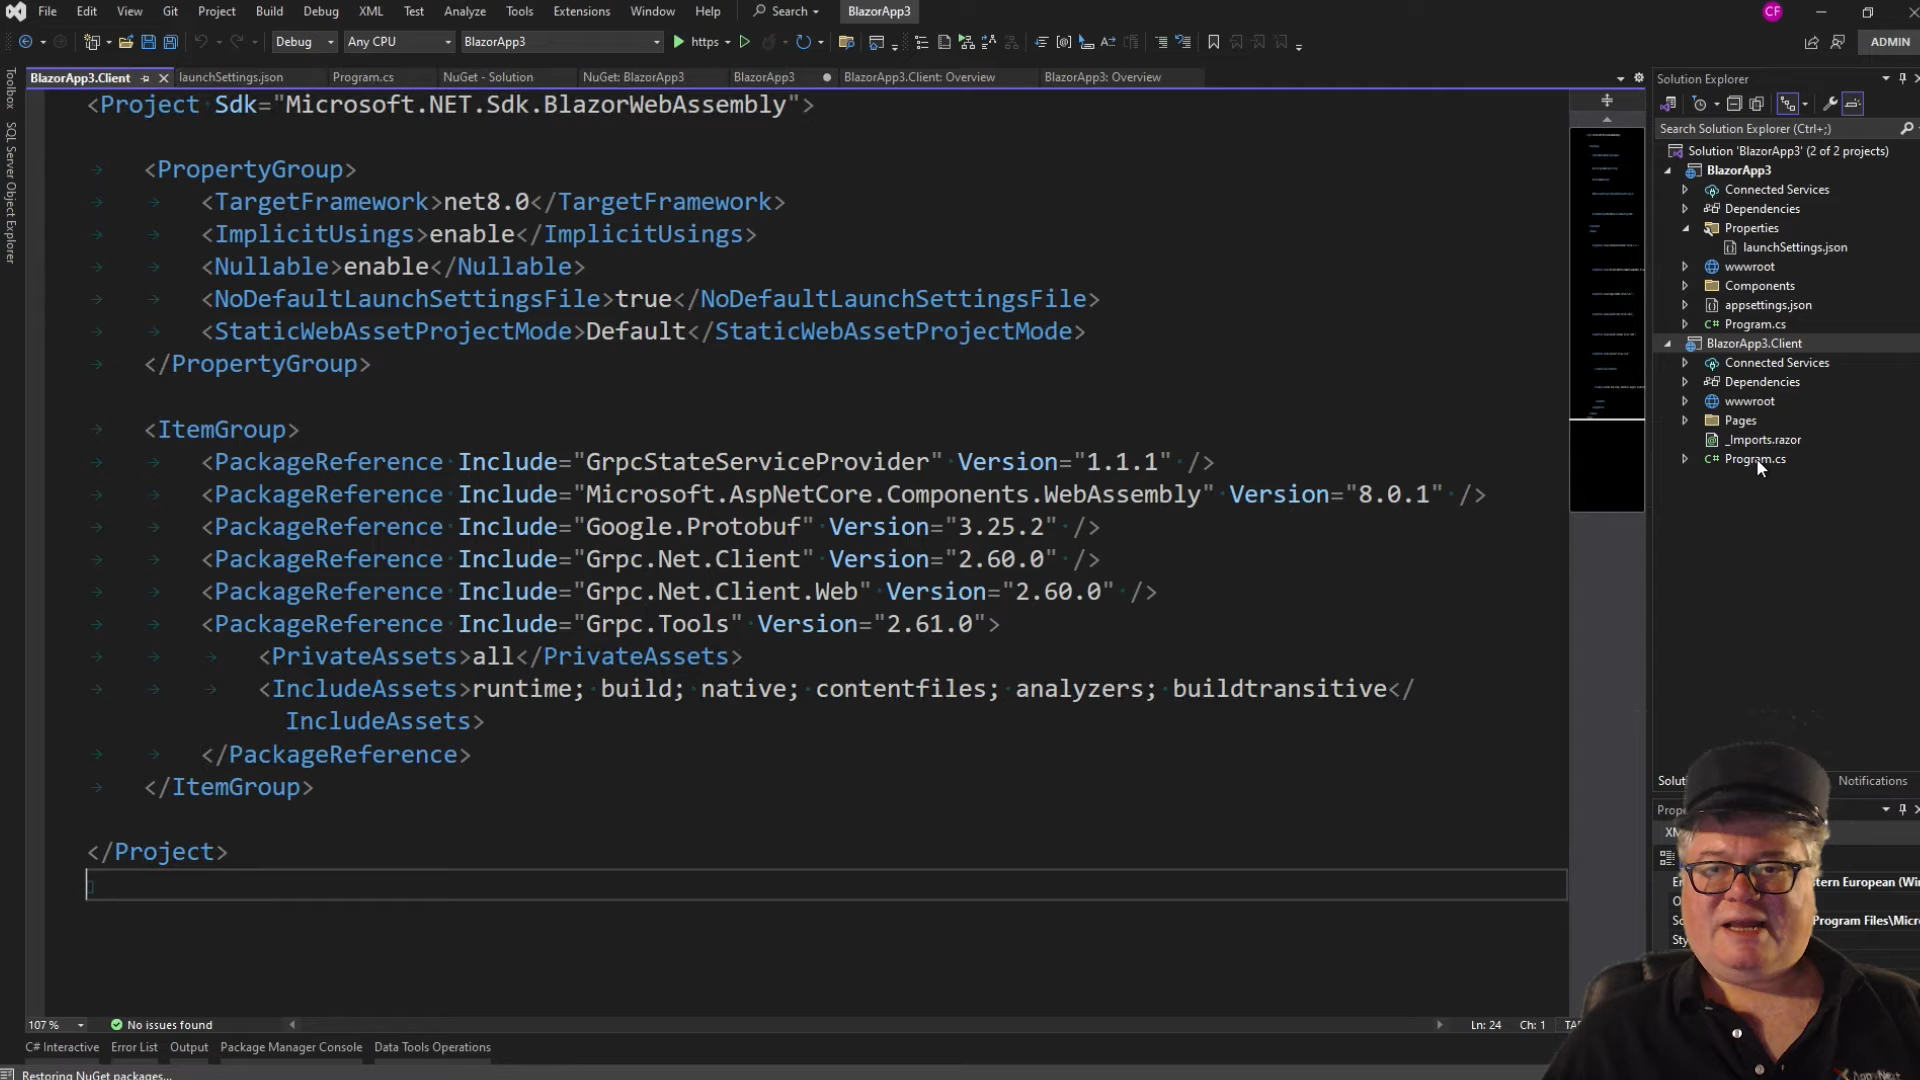 File Edit View Git Project Build Debug XML Test Analyze Tools Extensions Window Help Search BlazorApp3 CF
Debug Any CPU BlazorApp3 https ADMIN
BlazorApp3.Client launchSettings.json Program.cs NuGet - Solution NuGet: BlazorApp3 BlazorApp3 BlazorApp3.Client: Overview BlazorApp3: Overview
Toolbox
SQL Server Object Explorer
<Project Sdk="Microsoft.NET.Sdk.BlazorWebAssembly">
<PropertyGroup>
<TargetFramework>net8.0</TargetFramework>
<ImplicitUsings>enable</ImplicitUsings>
<Nullable>enable</Nullable>
<NoDefaultLaunchSettingsFile>true</NoDefaultLaunchSettingsFile>
<StaticWebAssetProjectMode>Default</StaticWebAssetProjectMode>
</PropertyGroup>
<ItemGroup>
<PackageReference Include="GrpcStateServiceProvider" Version="1.1.1" />
<PackageReference Include="Microsoft.AspNetCore.Components.WebAssembly" Version="8.0.1" />
<PackageReference Include="Google.Protobuf" Version="3.25.2" />
<PackageReference Include="Grpc.Net.Client" Version="2.60.0" />
<PackageReference Include="Grpc.Net.Client.Web" Version="2.60.0" />
<PackageReference Include="Grpc.Tools" Version="2.61.0">
<PrivateAssets>all</PrivateAssets>
<IncludeAssets>runtime; build; native; contentfiles; analyzers; buildtransitive</
IncludeAssets>
</PackageReference>
</ItemGroup>
</Project>
107 % No issues found Ln: 24 Ch: 1
C# Interactive Error List Output Package Manager Console Data Tools Operations
Restoring NuGet packages...
Solution Explorer
Search Solution Explorer (Ctrl+;)
Solution 'BlazorApp3' (2 of 2 projects)
BlazorApp3
Connected Services
Dependencies
Properties
launchSettings.json
wwwroot
Components
appsettings.json
C# Program.cs
BlazorApp3.Client
Connected Services
Dependencies
wwwroot
Pages
_Imports.razor
C# Program.cs
Notifications